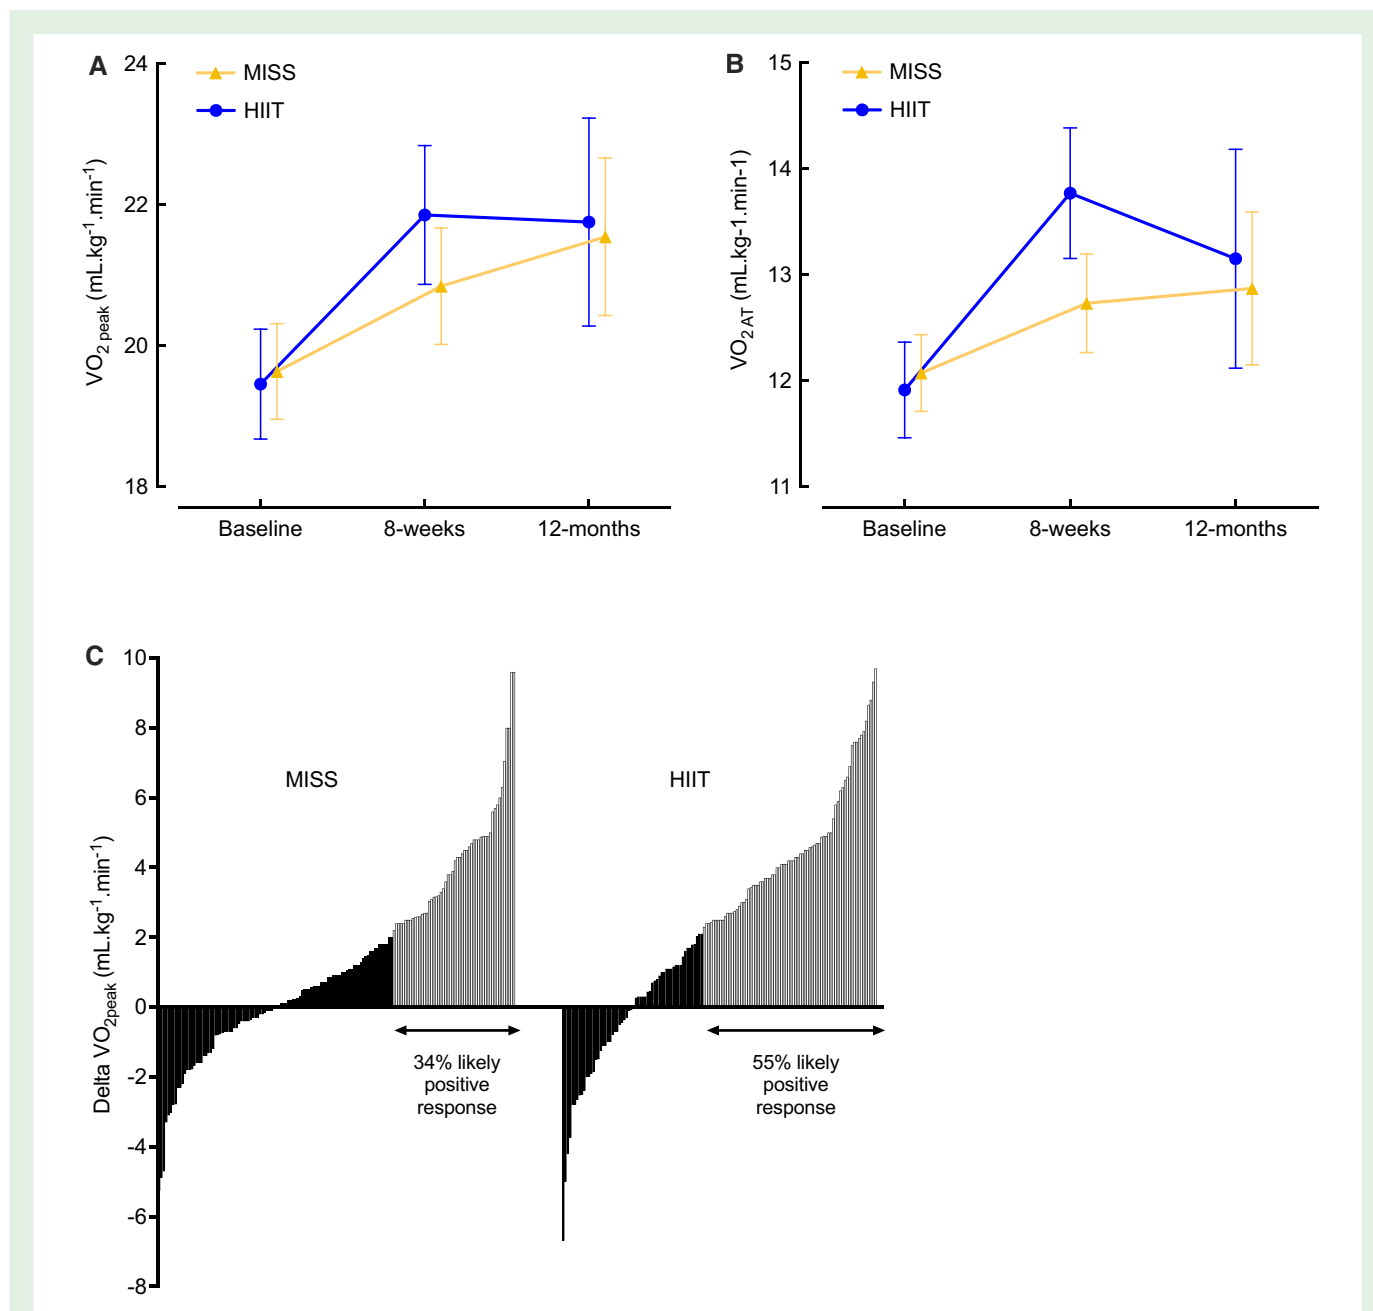 A
MISS
HIIT
24
22
20
18
VO2 peak (mL.kg-1.min-1)
Baseline
8-weeks
12-months
B
MISS
HIIT
15
14
13
12
11
VO2 AT (mL.kg-1.min-1)
Baseline
8-weeks
12-months
C
10
8
6
4
2
0
-2
-4
-6
-8
Delta VO2peak (mL.kg-1.min-1)
MISS
HIIT
34% likely
positive
response
55% likely
positive
response